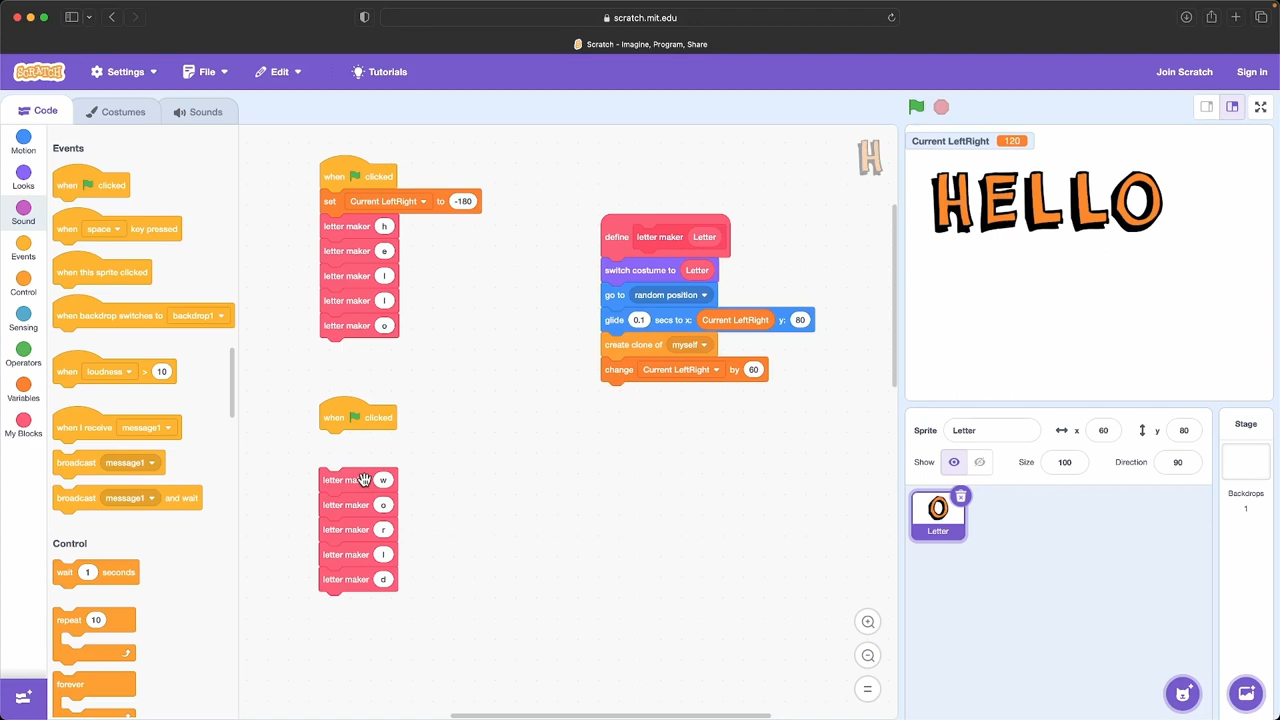 scratch.mit.edu
Scratch - Imagine, Program, Share
SCRATCH Settings File Edit Tutorials Join Scratch Sign in
Code Costumes Sounds
Motion
Looks
Sound
Events
Control
Sensing
Operators
Variables
My Blocks
Events
when clicked
when space key pressed
when this sprite clicked
when backdrop switches to backdrop1
when loudness > 10
when I receive message1
broadcast message1
broadcast message1 and wait
Control
wait 1 seconds
repeat 10
forever
when clicked
set Current LeftRight to -180
letter maker h
letter maker e
letter maker l
letter maker l
letter maker o
when clicked
letter maker w
letter maker o
letter maker r
letter maker l
letter maker d
H
define letter maker Letter
switch costume to Letter
go to random position
glide 0.1 secs to x: Current LeftRight y: 80
create clone of myself
change Current LeftRight by 60
Current LeftRight 120
HELLO
Sprite Letter x 60 y 80
Show Size 100 Direction 90
O
Letter
Stage
Backdrops
1